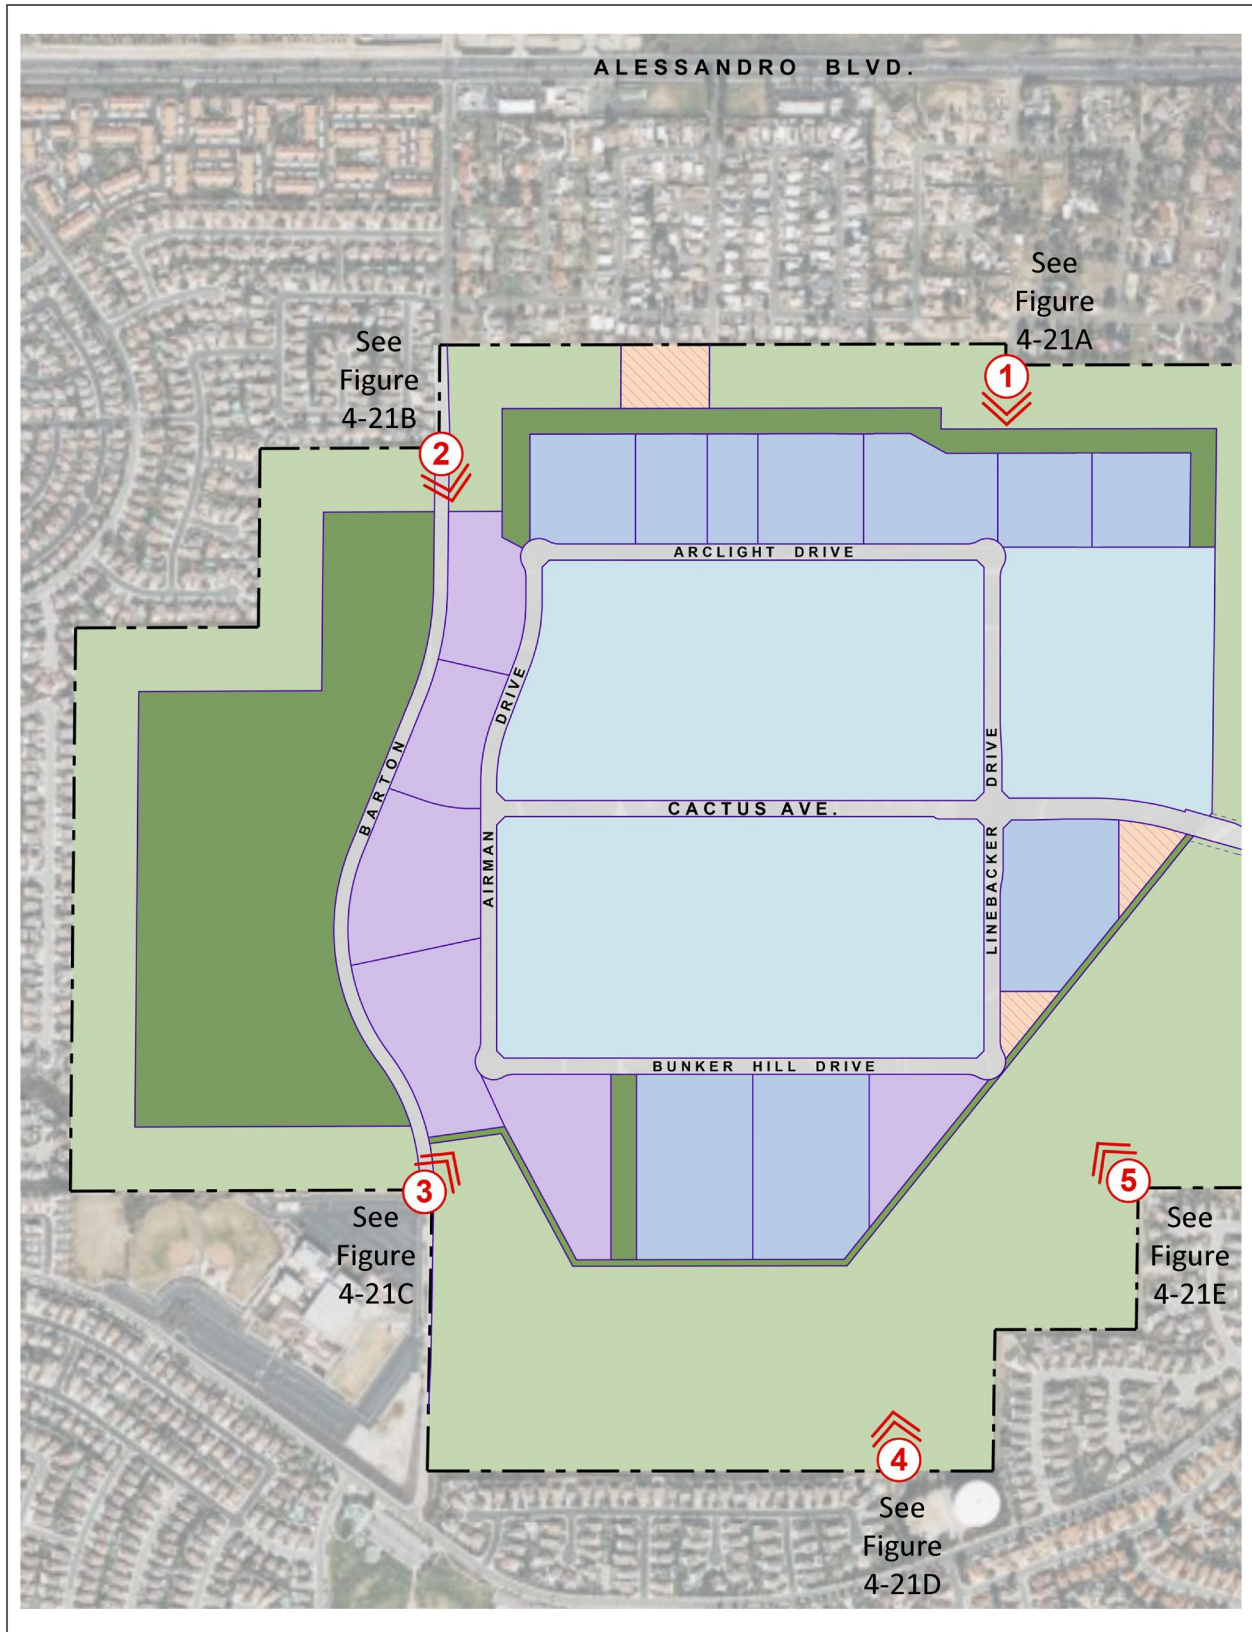 ALESSANDRO BLVD.
See
Figure
4-21A
1
See
Figure
4-21B
2
ARCLIGHT DRIVE
DRIVE
BARTON
DRIVE
CACTUS AVE.
AIRMAN
LINEBACKER
BUNKER HILL DRIVE
3
See
Figure
4-21C
5
See
Figure
4-21E
4
See
Figure
4-21D